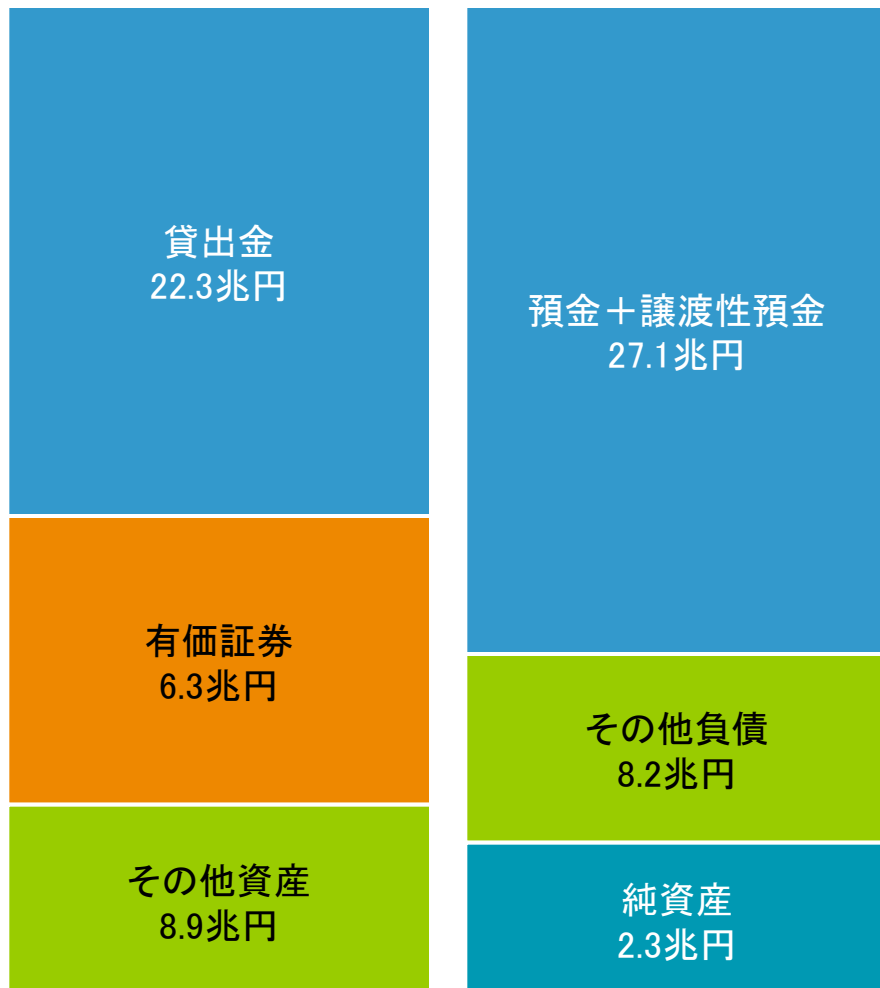 貸出金
22.3兆円
有価証券
6.3兆円
その他資産
8.9兆円
預金＋譲渡性預金
27.1兆円
その他負債
8.2兆円
純資産
2.3兆円